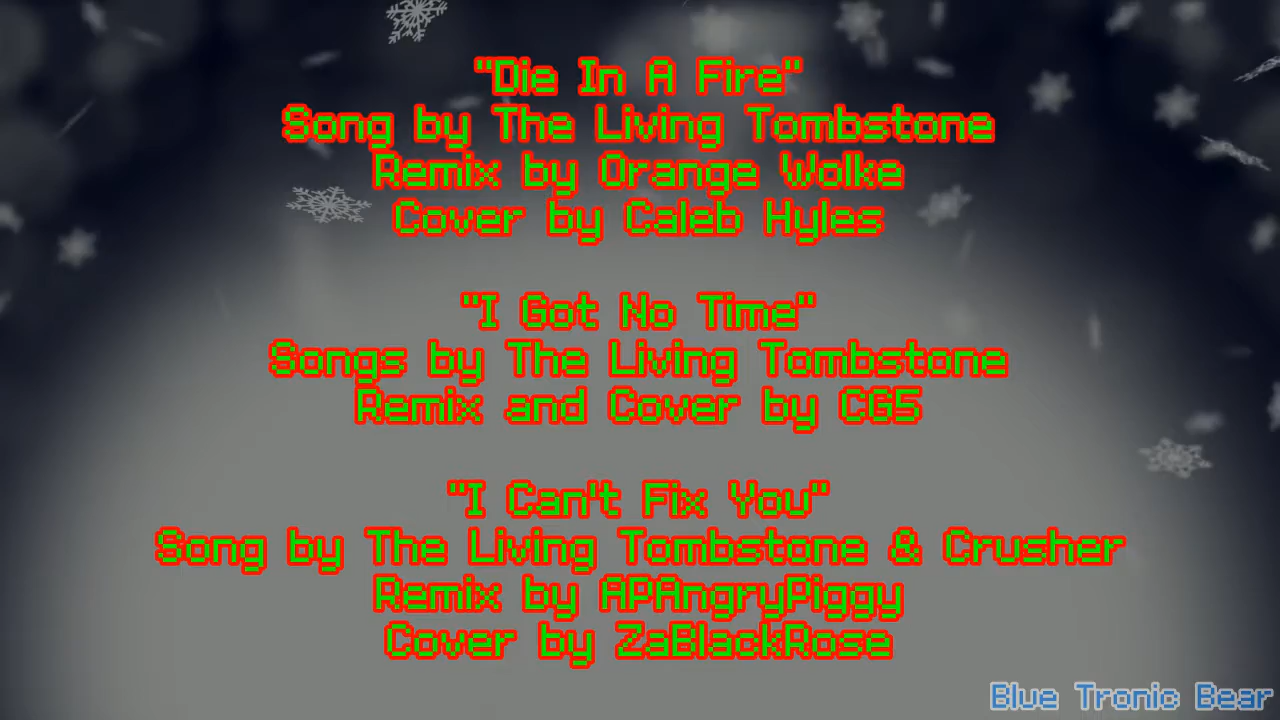 "Die In A Fire"
Song by The Living Tombstone
Remix by Orange Wolke
Cover by Caleb Hyles
"I Got No Time"
Songs by The Living Tombstone
Remix and Cover by CG5
"I Can't Fix You"
Song by The Living Tombstone & Crusher
Remix by APAngryPiggy
Cover by ZaBlackRose
Blue Tronic Bear